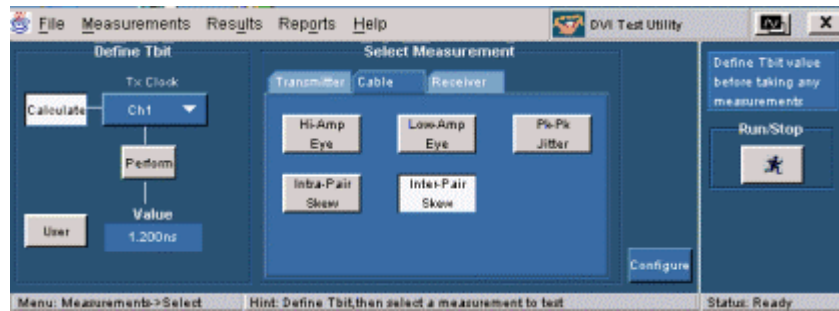 File Measurements Results Reports Help DVI Test Utility X
Define Tbit
Tx Clock
Calculate
Ch1
Perform
User
Value
1.200ns
Select Measurement
Transmitter Cable Receiver
Hi-Amp
Eye
Low-Amp
Eye
Pk-Pk
Jitter
Intra-Pair
Skew
Inter-Pair
Skew
Configure
Define Tbit value
before taking any
measurements
Run/Stop
Menu: Measurements->Select Hint: Define Tbit,then select a measurement to test Status: Ready